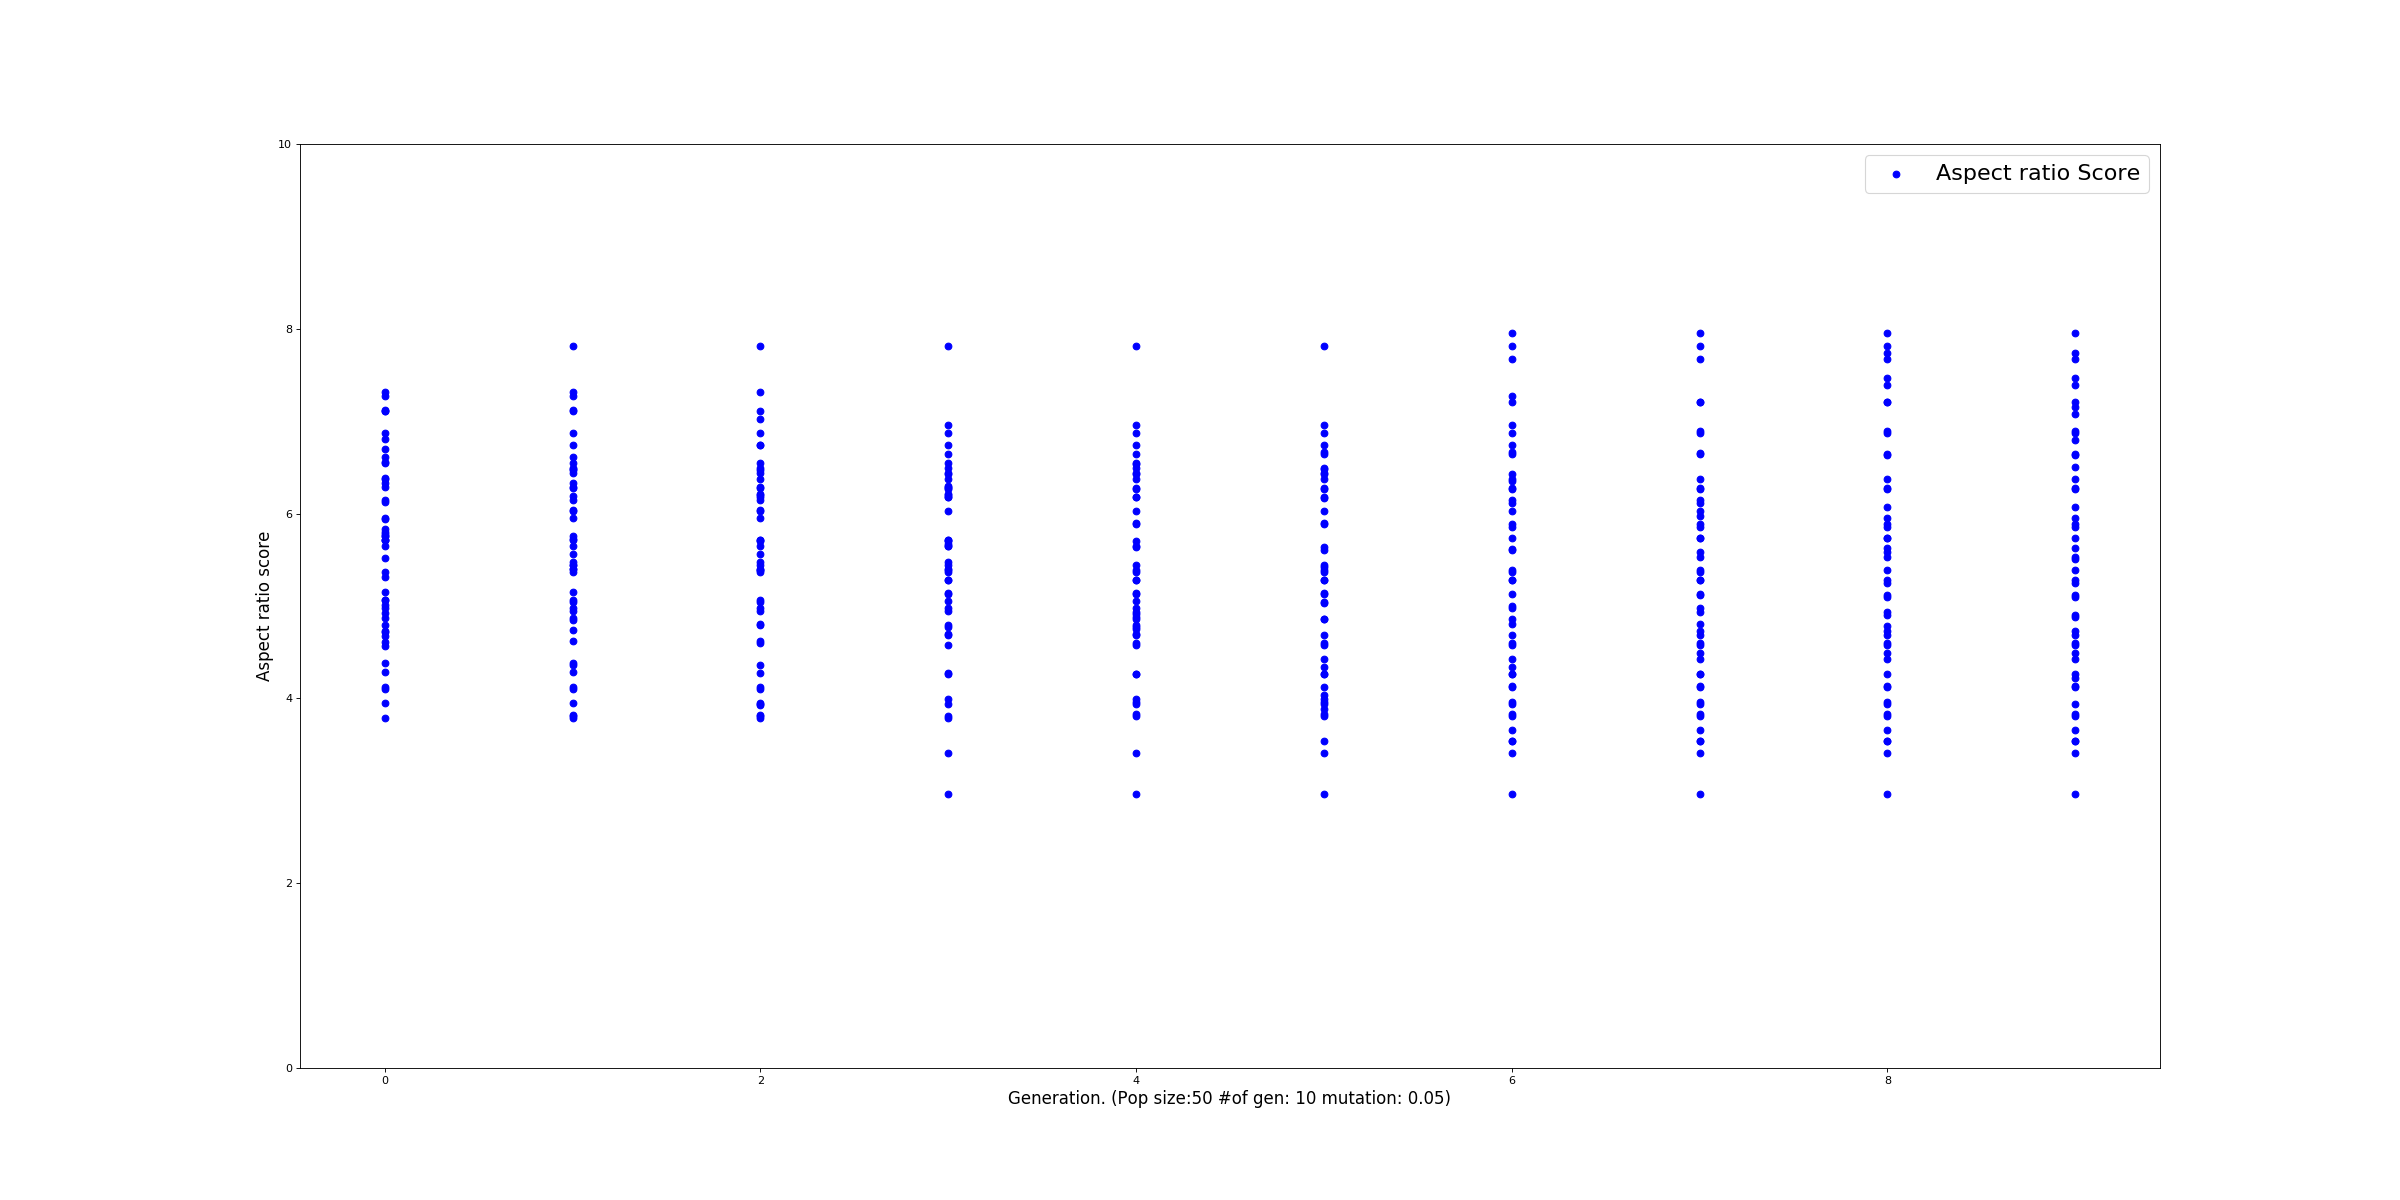 10
Aspect ratio Score
8
6
Aspect ratio score
4
2
0
0 2 4 6 8
Generation. (Pop size:50 #of gen: 10 mutation: 0.05)